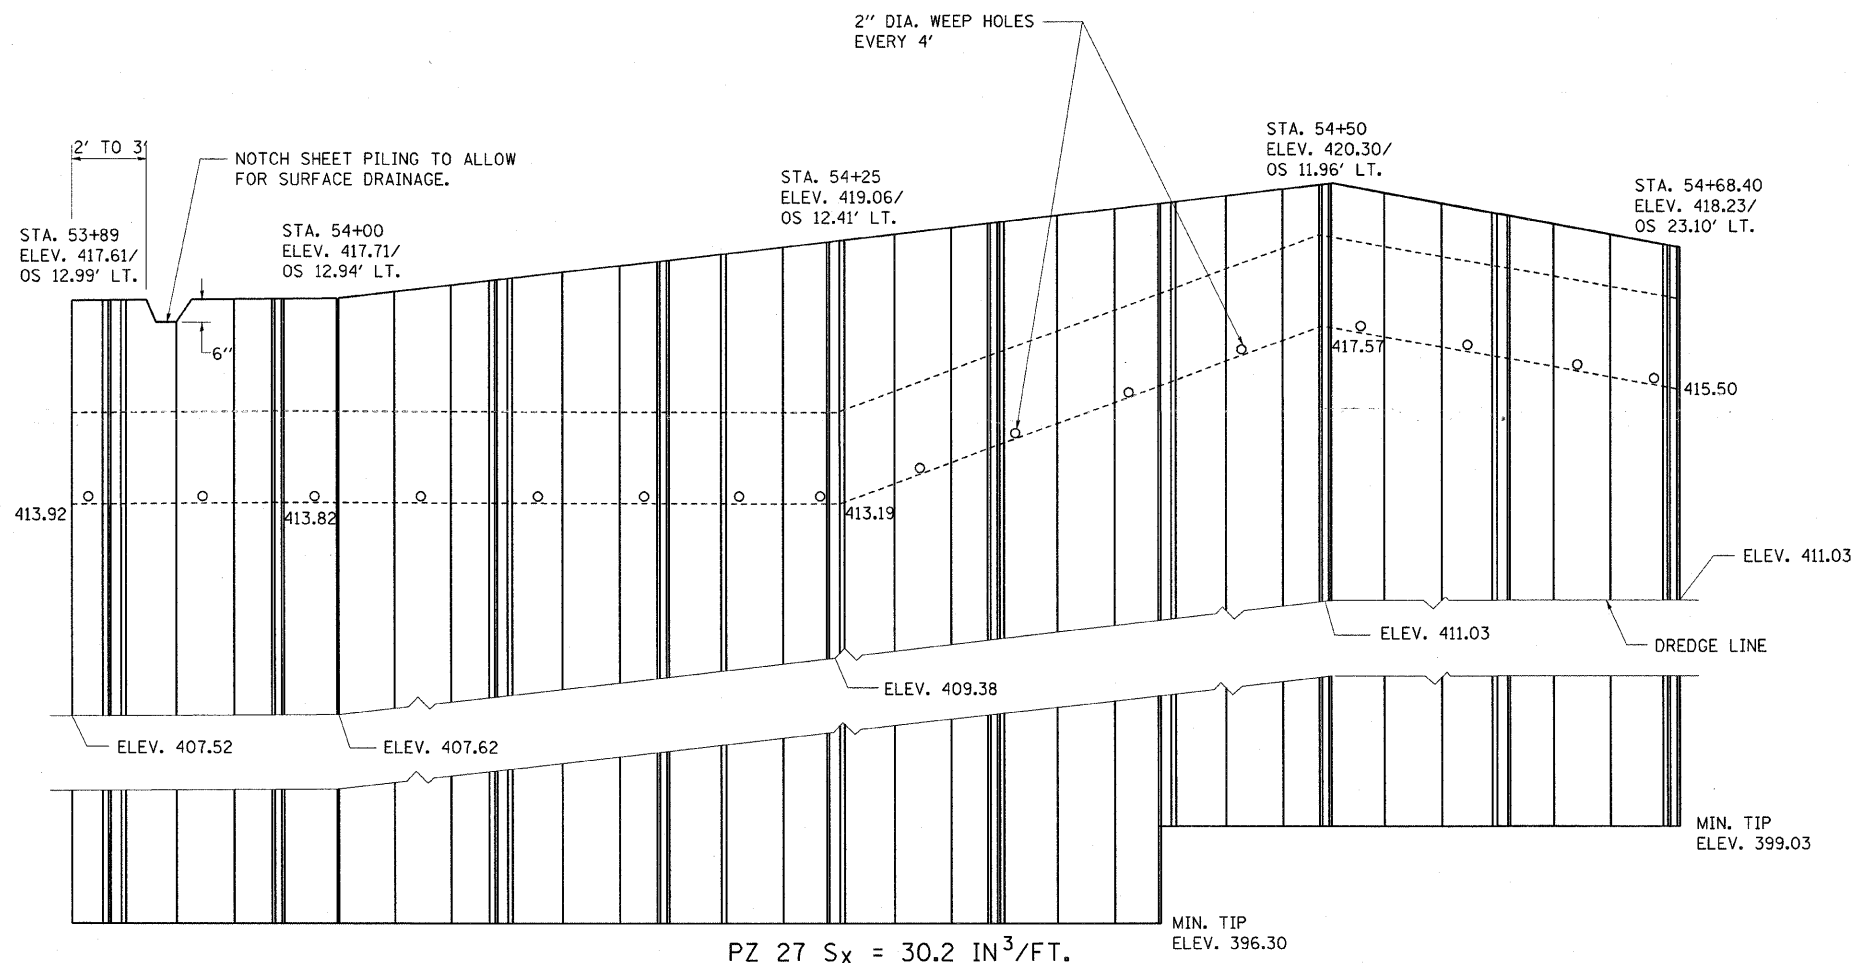 2" DIA. WEEP HOLES
EVERY 4'
2' TO 3'
NOTCH SHEET PILING TO ALLOW
FOR SURFACE DRAINAGE.
STA. 53+89
ELEV. 417.61/
OS 12.99' LT.
STA. 54+00
ELEV. 417.71/
OS 12.94' LT.
STA. 54+25
ELEV. 419.06/
OS 12.41' LT.
STA. 54+50
ELEV. 420.30/
OS 11.96' LT.
STA. 54+68.40
ELEV. 418.23/
OS 23.10' LT.
6"
417.57
415.50
413.92
413.82
413.19
ELEV. 411.03
ELEV. 411.03
DREDGE LINE
ELEV. 409.38
ELEV. 407.52
ELEV. 407.62
MIN. TIP
ELEV. 399.03
MIN. TIP
ELEV. 396.30
PZ 27 Sx = 30.2 IN³/FT.